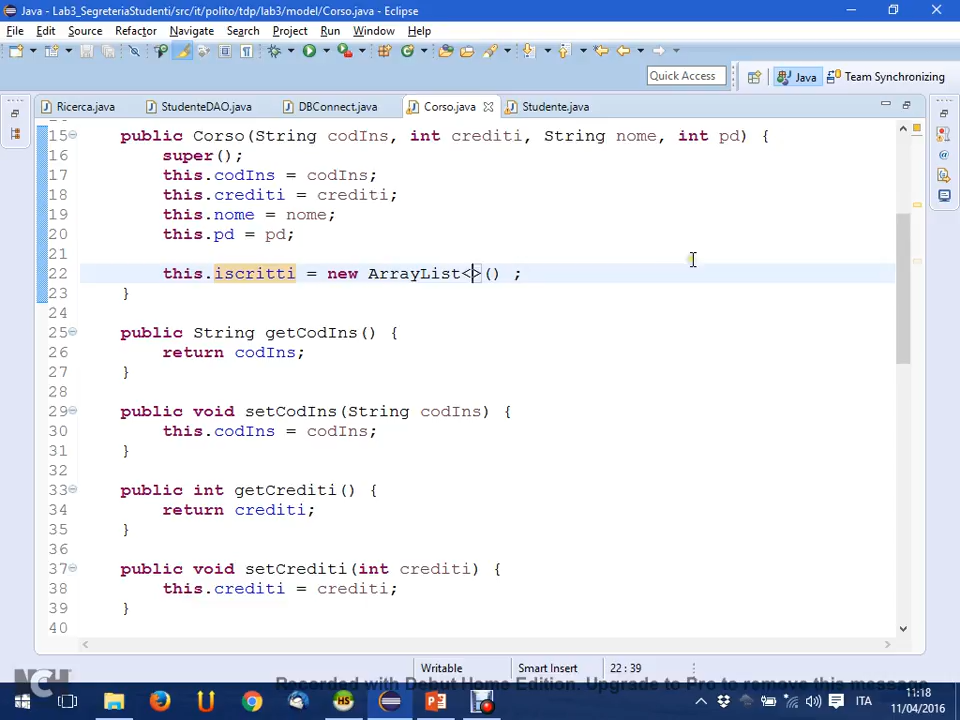 Java - Lab3_SegreteriaStudenti/src/it/polito/tdp/lab3/model/Corso.java - Eclipse
File Edit Source Refactor Navigate Search Project Run Window Help
Quick Access Java Team Synchronizing
Ricerca.java StudenteDAO.java DBConnect.java Corso.java Studente.java
15 public Corso(String codIns, int crediti, String nome, int pd) {
16 super();
17 this.codIns = codIns;
18 this.crediti = crediti;
19 this.nome = nome;
20 this.pd = pd;
21
22 this.iscritti = new ArrayList<>() ;
23 }
24
25 public String getCodIns() {
26 return codIns;
27 }
28
29 public void setCodIns(String codIns) {
30 this.codIns = codIns;
31 }
32
33 public int getCrediti() {
34 return crediti;
35 }
36
37 public void setCrediti(int crediti) {
38 this.crediti = crediti;
39 }
40
Writable Smart Insert 22 : 39
NCH
Recorded with Debut Home Edition. Upgrade to Pro to remove this message
ITA 11:18
11/04/2016